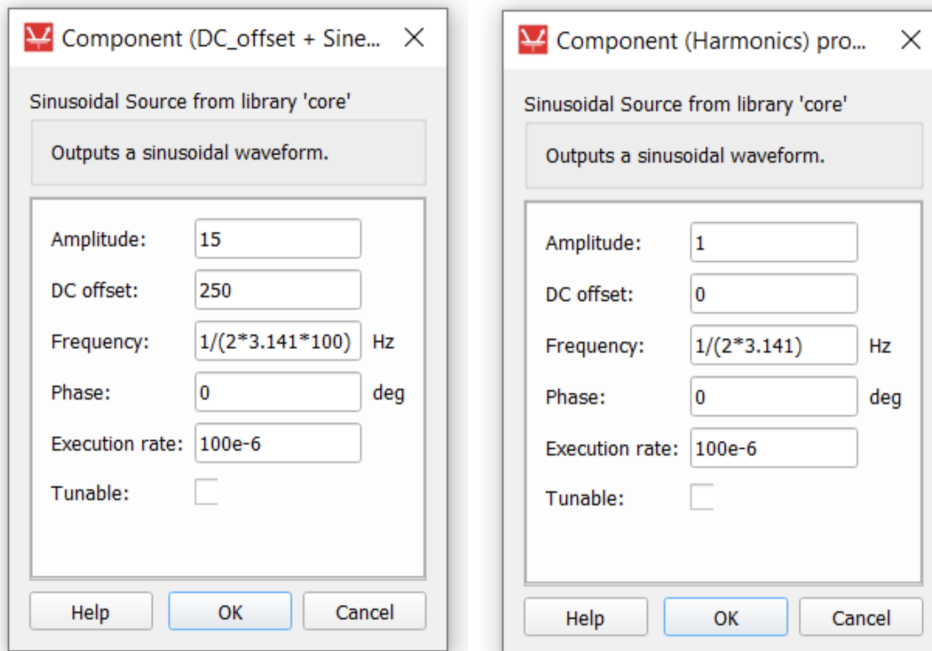 Component (DC_offset + Sine...
Sinusoidal Source from library 'core'
Outputs a sinusoidal waveform.
Amplitude: 15
DC offset: 250
Frequency: 1/(2*3.141*100) Hz
Phase: 0 deg
Execution rate: 100e-6
Tunable:
Help OK Cancel
Component (Harmonics) pro...
Sinusoidal Source from library 'core'
Outputs a sinusoidal waveform.
Amplitude: 1
DC offset: 0
Frequency: 1/(2*3.141) Hz
Phase: 0 deg
Execution rate: 100e-6
Tunable:
Help OK Cancel